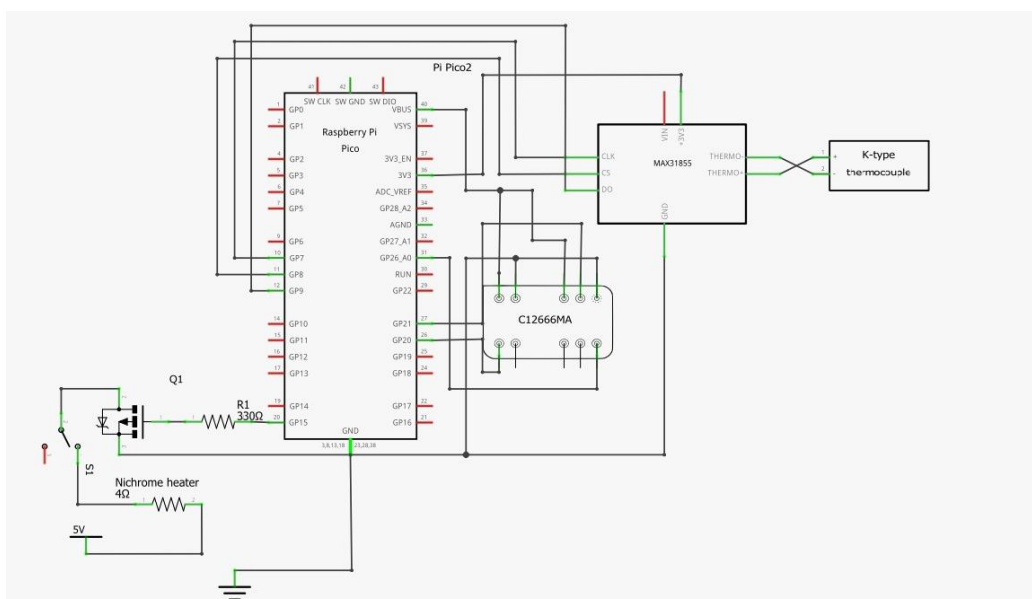 Pi Pico2
41
42
43
SW CLK
SW GND
SW DIO
Raspberry Pi
Pico
1
GP0
2
GP1
4
GP2
5
GP3
6
GP4
7
GP5
9
GP6
10
GP7
11
GP8
12
GP9
14
GP10
15
GP11
16
GP12
17
GP13
19
GP14
20
GP15
VBUS
40
VSYS
39
3V3_EN
37
3V3
36
ADC_VREF
35
GP28_A2
34
AGND
33
GP27_A1
32
GP26_A0
31
RUN
30
GP22
29
GP21
27
GP20
26
GP19
25
GP18
24
GP17
22
GP16
21
GND
3,8,13,18
23,28,38
VIN
+3V3
CLK
CS
DO
MAX31855
THERMO-
THERMO+
GND
1
+
2
-
K-type
thermocouple
C12666MA
Q1
R1
330Ω
S1
Nichrome heater
4Ω
1
2
5V